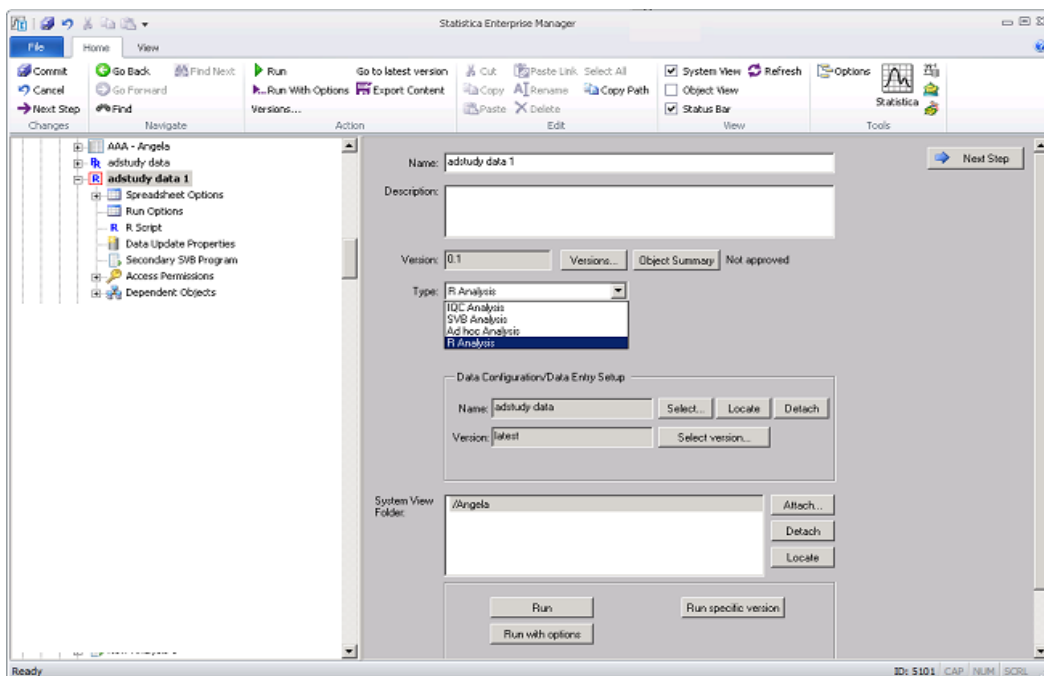 Statistica Enterprise Manager
File Home View
Commit Go Back Find Next Run Go to latest version Cut Paste Link Select All System View Refresh Options
Cancel Go Forward Run With Options Export Content Copy Rename Copy Path Object View
Next Step Find Versions... Paste Delete Status Bar Statistica
Changes Navigate Action Edit View Tools
AAA - Angela
adstudy data
adstudy data 1
Spreadsheet Options
Run Options
R Script
Data Update Properties
Secondary SVB Program
Access Permissions
Dependent Objects
Name: adstudy data 1
Next Step
Description:
Version: 0.1 Versions... Object Summary Not approved
Type: R Analysis
IQC Analysis
SVB Analysis
Ad hoc Analysis
R Analysis
Data Configuration/Data Entry Setup
Name: adstudy data Select... Locate Detach
Version: latest Select version...
System View Folder: /Angela Attach...
Detach
Locate
Run Run specific version
Run with options
Ready ID: 5101 CAP NUM SCRL